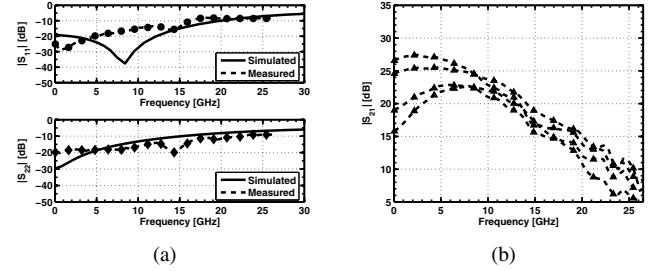 |S11| [dB]
0
−10
−20
−30
−40
−50
Simulated
Measured
0 5 10 15 20 25 30
Frequency [GHz]
|S22| [dB]
0
−10
−20
−30
−40
−50
Simulated
Measured
0 5 10 15 20 25 30
Frequency [GHz]
(a)
|S21| [dB]
35
30
25
20
15
10
5
0 5 10 15 20 25
Frequency [GHz]
(b)